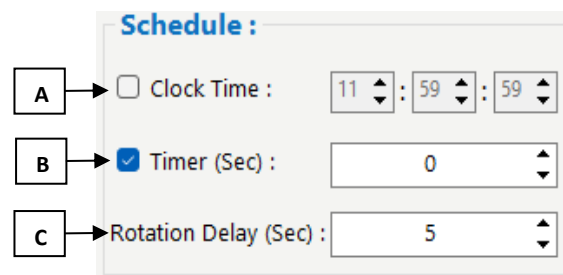 Schedule :
A Clock Time : 11 : 59 : 59
B Timer (Sec) : 0
C Rotation Delay (Sec) : 5